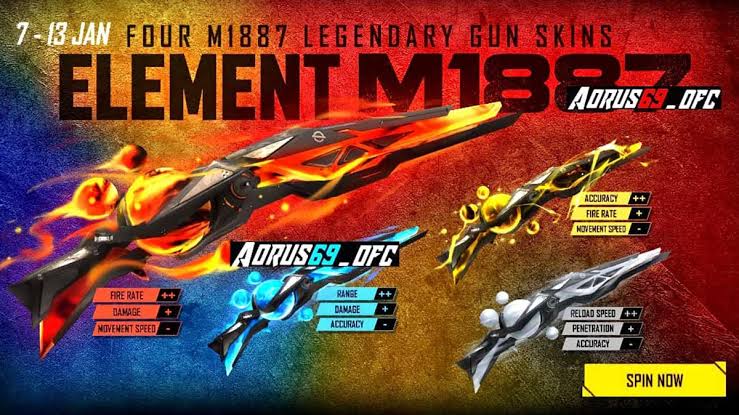 7 - 13 JAN FOUR M1887 LEGENDARY GUN SKINS
ELEMENT M1887
AORUS69_OFC
ACCURACY ++
FIRE RATE +
MOVEMENT SPEED -
AORUS69_OFC
FIRE RATE ++
DAMAGE +
MOVEMENT SPEED -
RANGE ++
DAMAGE +
ACCURACY -
RELOAD SPEED ++
PENETRATION +
ACCURACY -
SPIN NOW